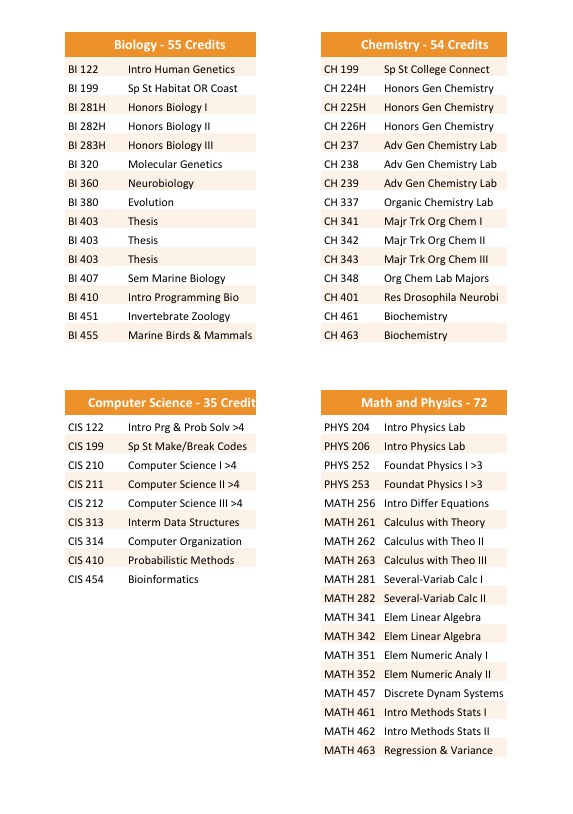 Biology - 55 Credits
BI 122 Intro Human Genetics
BI 199 Sp St Habitat OR Coast
BI 281H Honors Biology I
BI 282H Honors Biology II
BI 283H Honors Biology III
BI 320 Molecular Genetics
BI 360 Neurobiology
BI 380 Evolution
BI 403 Thesis
BI 403 Thesis
BI 403 Thesis
BI 407 Sem Marine Biology
BI 410 Intro Programming Bio
BI 451 Invertebrate Zoology
BI 455 Marine Birds & Mammals
Chemistry - 54 Credits
CH 199 Sp St College Connect
CH 224H Honors Gen Chemistry
CH 225H Honors Gen Chemistry
CH 226H Honors Gen Chemistry
CH 237 Adv Gen Chemistry Lab
CH 238 Adv Gen Chemistry Lab
CH 239 Adv Gen Chemistry Lab
CH 337 Organic Chemistry Lab
CH 341 Majr Trk Org Chem I
CH 342 Majr Trk Org Chem II
CH 343 Majr Trk Org Chem III
CH 348 Org Chem Lab Majors
CH 401 Res Drosophila Neurobi
CH 461 Biochemistry
CH 463 Biochemistry
Computer Science - 35 Credit
CIS 122 Intro Prg & Prob Solv >4
CIS 199 Sp St Make/Break Codes
CIS 210 Computer Science I >4
CIS 211 Computer Science II >4
CIS 212 Computer Science III >4
CIS 313 Interm Data Structures
CIS 314 Computer Organization
CIS 410 Probabilistic Methods
CIS 454 Bioinformatics
Math and Physics - 72
PHYS 204 Intro Physics Lab
PHYS 206 Intro Physics Lab
PHYS 252 Foundat Physics I >3
PHYS 253 Foundat Physics I >3
MATH 256 Intro Differ Equations
MATH 261 Calculus with Theory
MATH 262 Calculus with Theo II
MATH 263 Calculus with Theo III
MATH 281 Several-Variab Calc I
MATH 282 Several-Variab Calc II
MATH 341 Elem Linear Algebra
MATH 342 Elem Linear Algebra
MATH 351 Elem Numeric Analy I
MATH 352 Elem Numeric Analy II
MATH 457 Discrete Dynam Systems
MATH 461 Intro Methods Stats I
MATH 462 Intro Methods Stats II
MATH 463 Regression & Variance